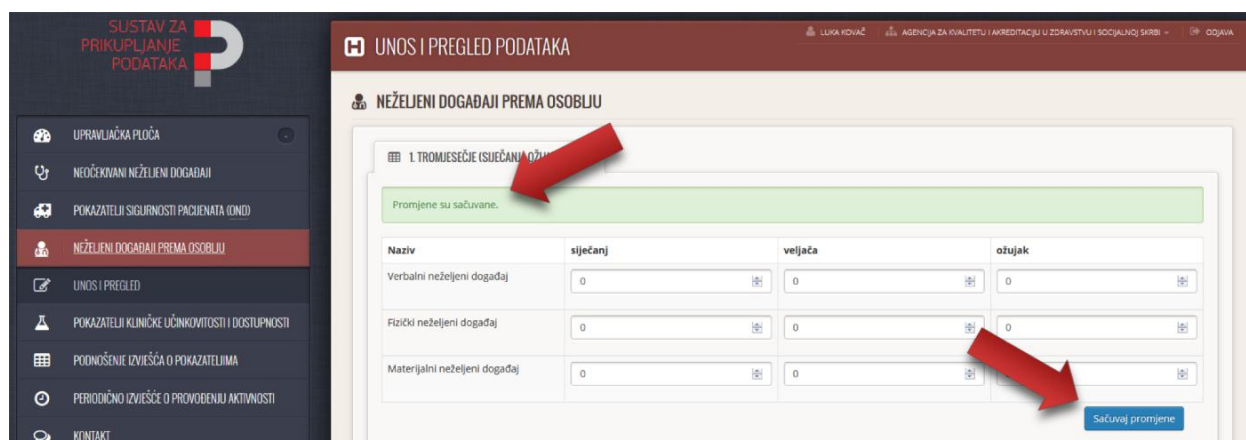 SUSTAV ZA
PRIKUPLJANJE
PODATAKA
UNOS I PREGLED PODATAKA
LUKA KOVAČ
AGENCIJA ZA KVALITETU I AKREDITACIJU U ZDRAVSTVU I SOCIJALNOJ SKRBI
ODJAVA
NEŽELJENI DOGAĐAJI PREMA OSOBLJU
UPRAVLJAČKA PLOČA
NEOČEKIVANI NEŽELJENI DOGAĐAJI
POKAZATELJI SIGURNOSTI PACIJENATA (OND)
NEŽELJENI DOGAĐAJI PREMA OSOBLJU
UNOS I PREGLED
POKAZATELJI KLINIČKE UČINKOVITOSTI I DOSTUPNOSTI
PODNOŠENJE IZVJEŠĆA O POKAZATELJIMA
PERIODIČNO IZVJEŠĆE O PROVOĐENJU AKTIVNOSTI
KONTAKT
1. TROMJESEČJE (SIJEČANJ
Promjene su sačuvane.
Naziv siječanj veljača ožujak
Verbalni neželjeni događaj 0 0 0
Fizički neželjeni događaj 0 0 0
Materijalni neželjeni događaj 0 0
Sačuvaj promjene